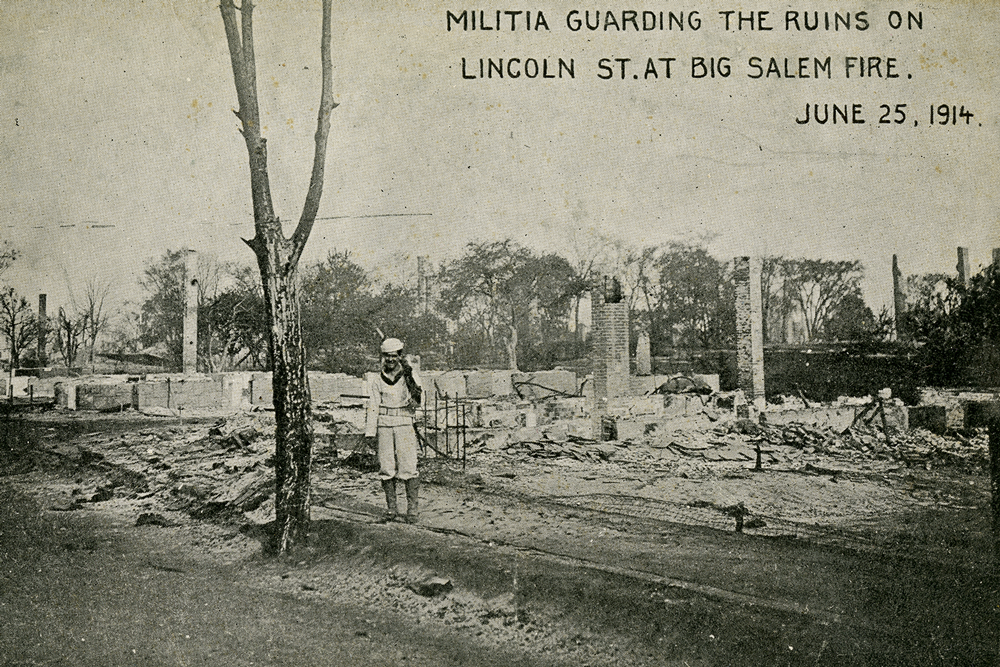 MILITIA GUARDING THE RUINS ON
LINCOLN ST. AT BIG SALEM FIRE.
JUNE 25, 1914.